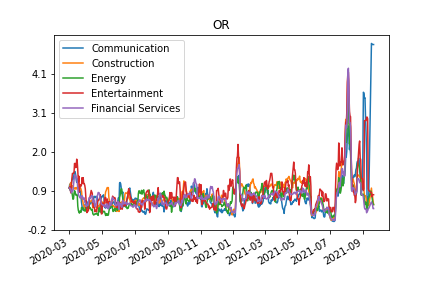 OR
Communication
Construction
Energy
Entertainment
Financial Services
4.1
3.1
2.0
0.9
-0.2
2020-03
2020-05
2020-07
2020-09
2020-11
2021-01
2021-03
2021-05
2021-07
2021-09